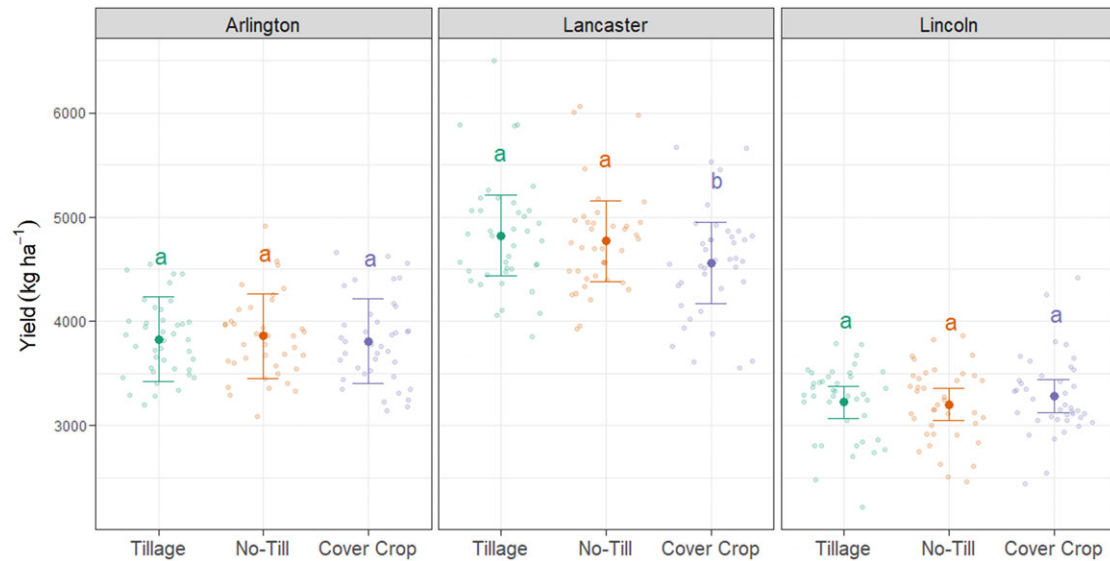 Arlington
Lancaster
Lincoln
Yield (kg ha⁻¹)
6000
5000
4000
3000
a
a
a
a
a
b
a
a
a
Tillage
No-Till
Cover Crop
Tillage
No-Till
Cover Crop
Tillage
No-Till
Cover Crop